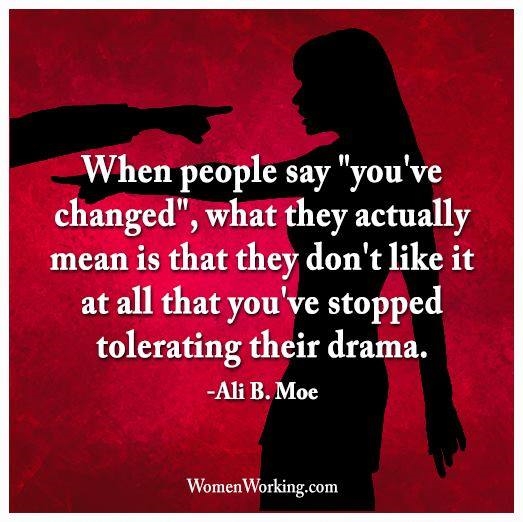 When people say "you've
changed", what they actually
mean is that they don't like it
at all that you've stopped
tolerating their drama.
-Ali B. Moe
WomenWorking.com